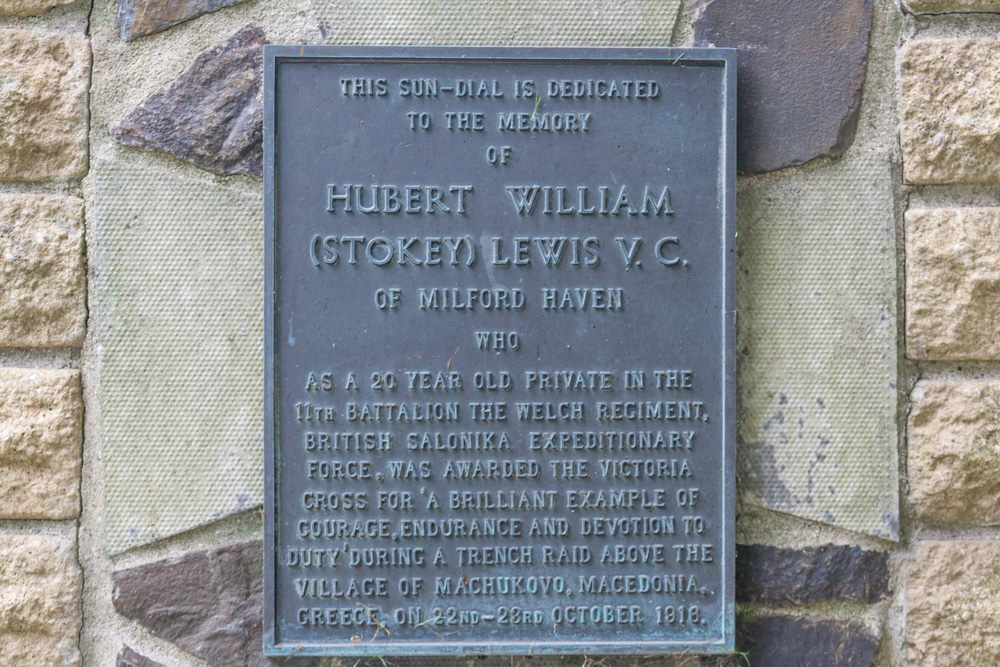 THIS SUN-DIAL IS DEDICATED
TO THE MEMORY
OF
HUBERT WILLIAM
(STOKEY) LEWIS V.C.
OF MILFORD HAVEN
WHO
AS A 20 YEAR OLD PRIVATE IN THE
11TH BATTALION THE WELCH REGIMENT,
BRITISH SALONIKA EXPEDITIONARY
FORCE, WAS AWARDED THE VICTORIA
CROSS FOR 'A BRILLIANT EXAMPLE OF
COURAGE, ENDURANCE AND DEVOTION TO
DUTY' DURING A TRENCH RAID ABOVE THE
VILLAGE OF MACHUKOVO, MACEDONIA,
GREECE, ON 22ND-23RD OCTOBER 1916.